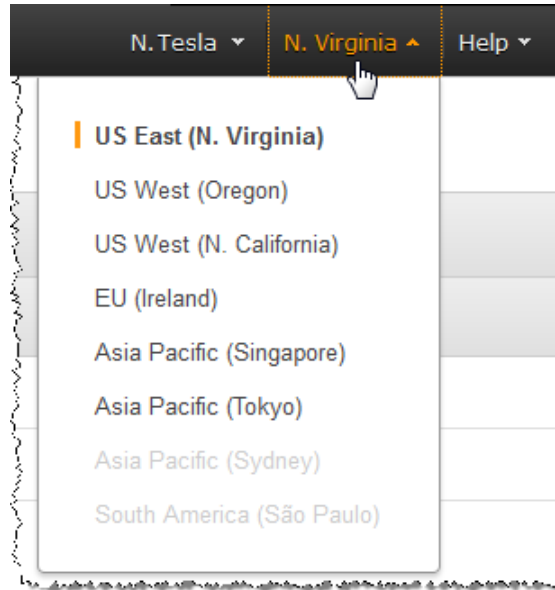 N. Tesla N. Virginia Help
US East (N. Virginia)
US West (Oregon)
US West (N. California)
EU (Ireland)
Asia Pacific (Singapore)
Asia Pacific (Tokyo)
Asia Pacific (Sydney)
South America (São Paulo)